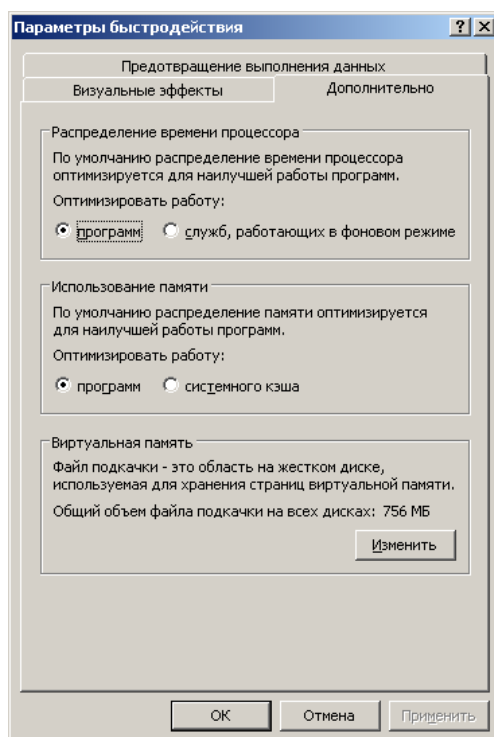 Параметры быстродействия
Предотвращение выполнения данных
Визуальные эффекты
Дополнительно
Распределение времени процессора
По умолчанию распределение времени процессора
оптимизируется для наилучшей работы программ.
Оптимизировать работу:
программ
служб, работающих в фоновом режиме
Использование памяти
По умолчанию распределение памяти оптимизируется
для наилучшей работы программ.
Оптимизировать работу:
программ
системного кэша
Виртуальная память
Файл подкачки - это область на жестком диске,
используемая для хранения страниц виртуальной памяти.
Общий объем файла подкачки на всех дисках: 756 МБ
Изменить
ОК
Отмена
Применить